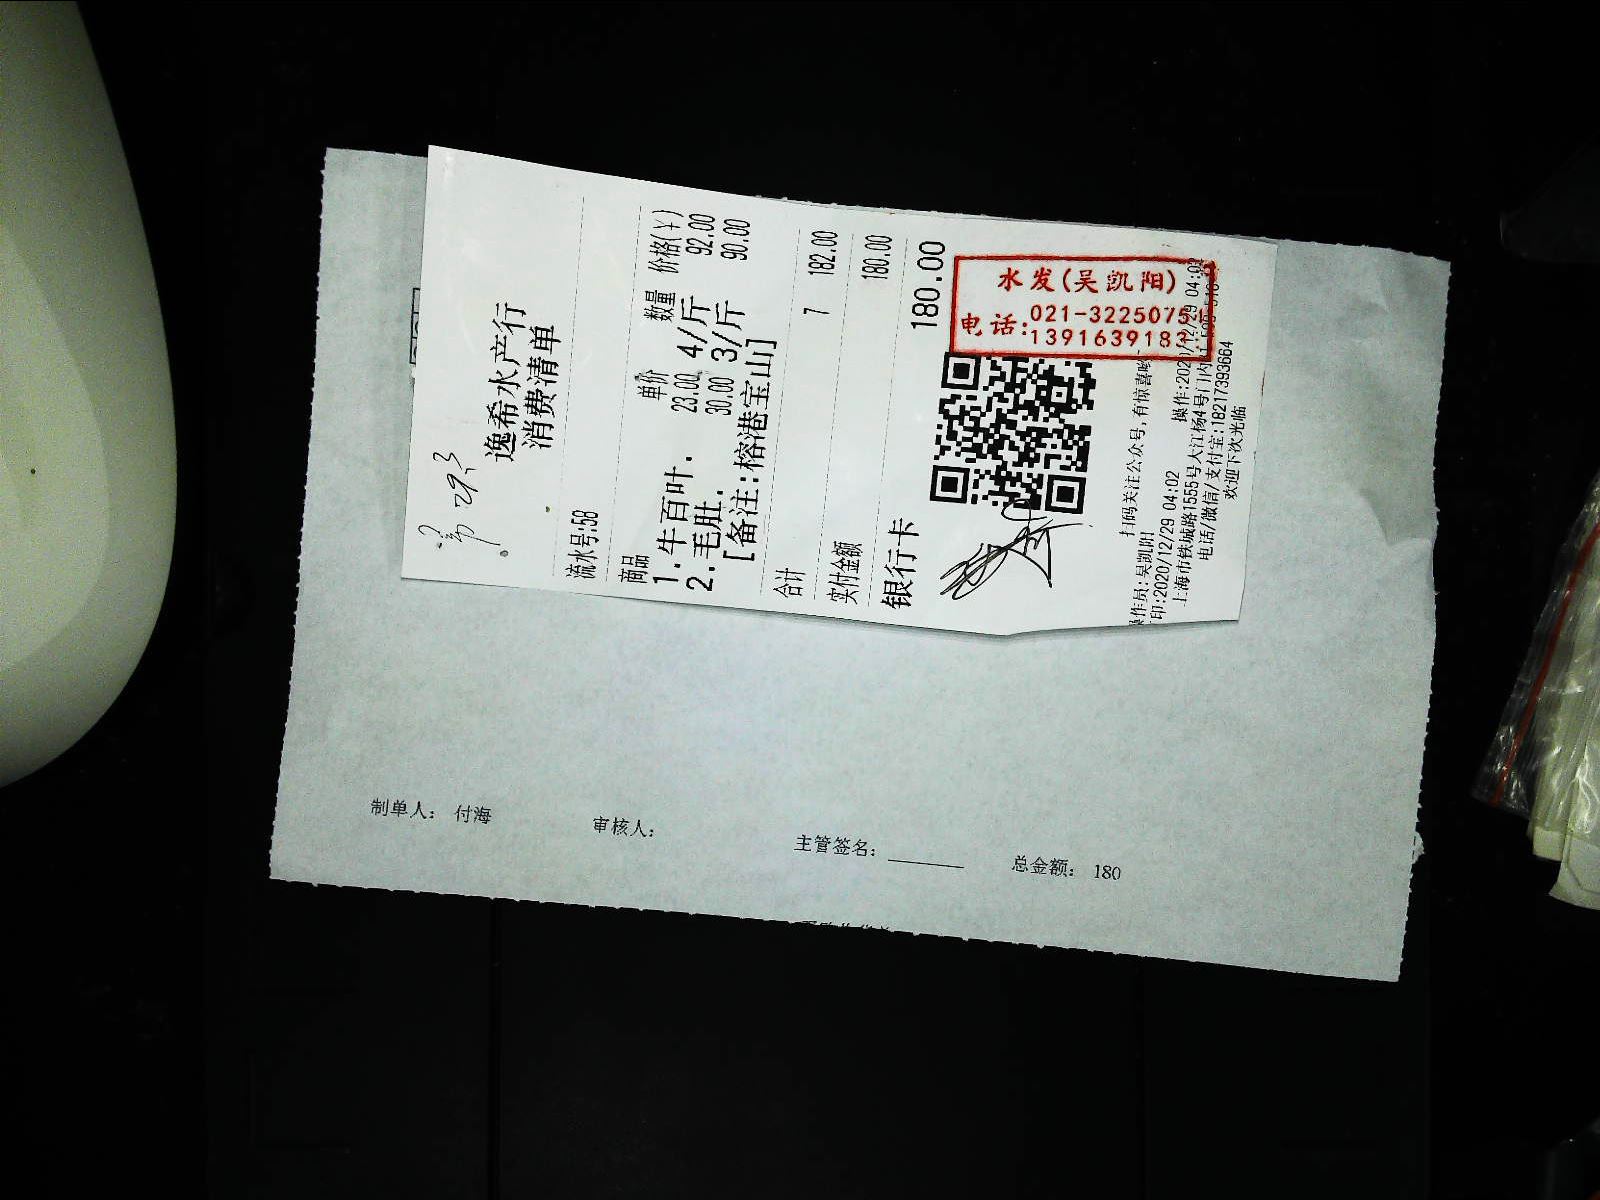 逸希水产行
消费清单
流水号:58
商品 单价 数量 价格(¥)
1. 牛百叶. 23.00 4/斤 92.00
2. 毛肚. 30.00 3/斤 90.00
[备注:榕港宝山]
合计 7 182.00
实付金额 180.00
银行卡 180.00
水发(吴凯阳)
电话:021-3225075
139163918
扫码关注公众号,有惊喜
操作员:吴凯阳 操作:2020/12/29 04:02
印:2020/12/29 04:02
上海市铁城路1555号大江杨4号门内
电话/微信/支付宝:18217393664
欢迎下次光临
制单人: 付海 审核人: 主管签名: 总金额: 180